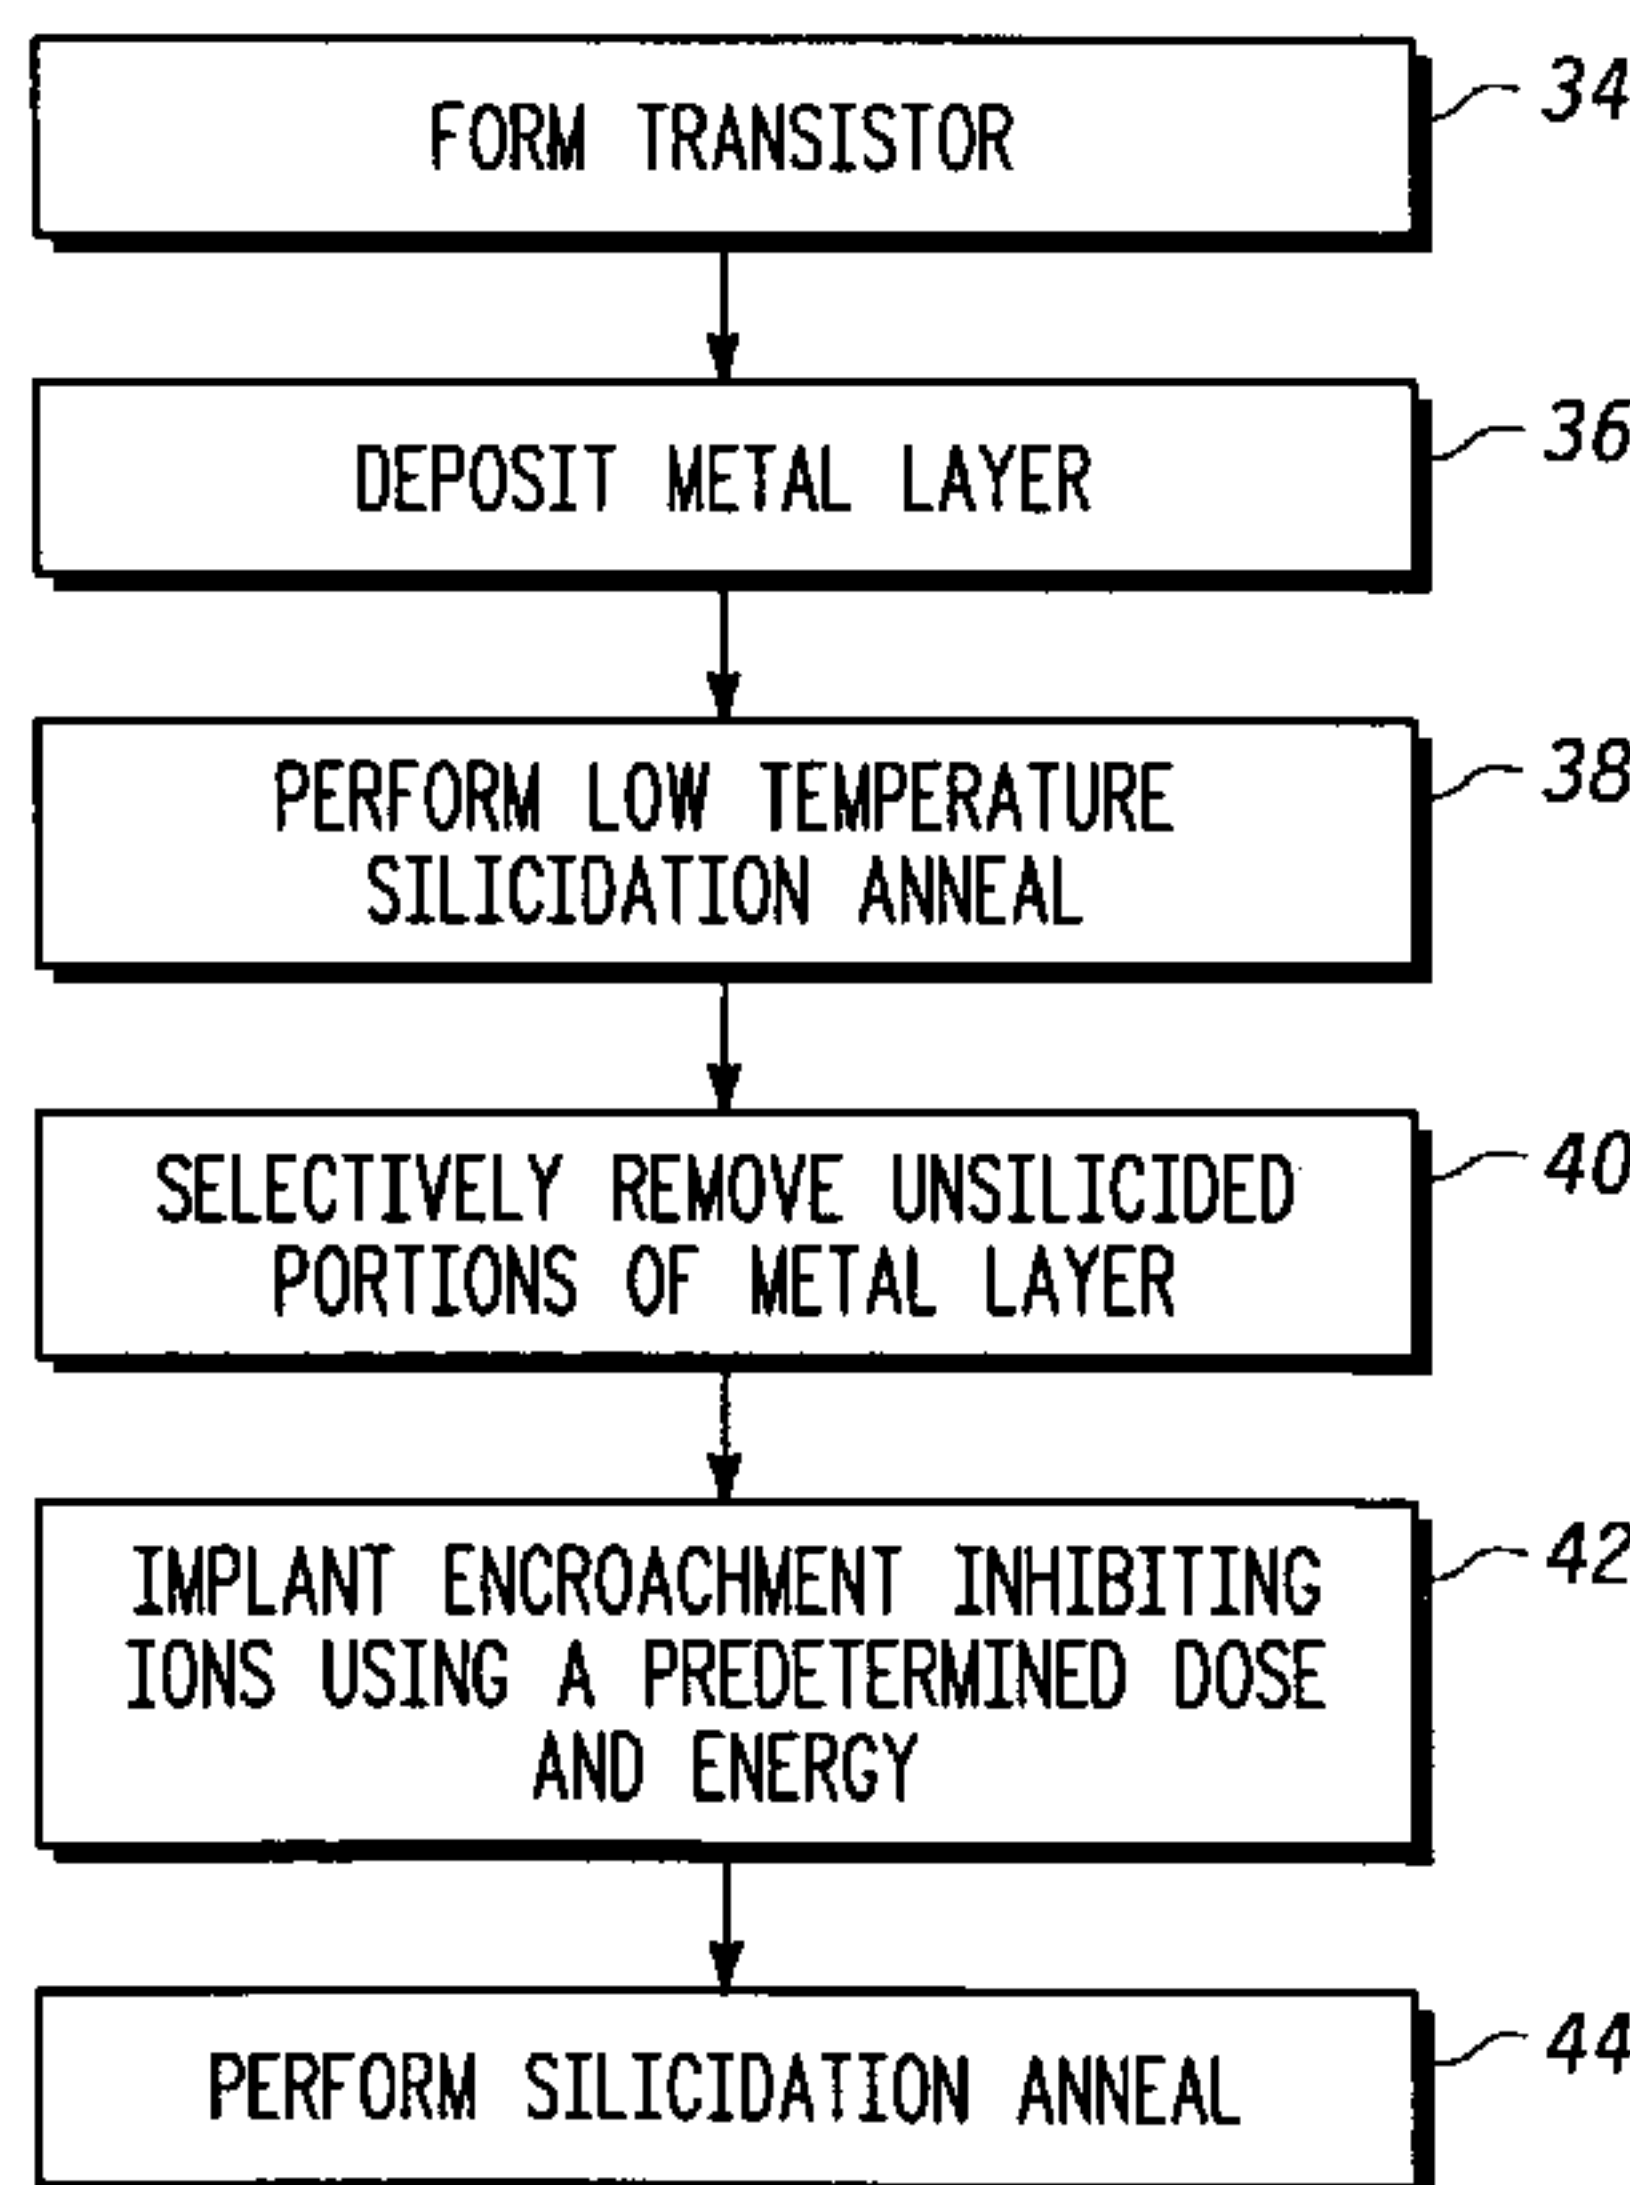 FORM TRANSISTOR
34
DEPOSIT METAL LAYER
36
PERFORM LOW TEMPERATURE
SILICIDATION ANNEAL
38
SELECTIVELY REMOVE UNSILICIDED
PORTIONS OF METAL LAYER
40
IMPLANT ENCROACHMENT INHIBITING
IONS USING A PREDETERMINED DOSE
AND ENERGY
42
PERFORM SILICIDATION ANNEAL
44